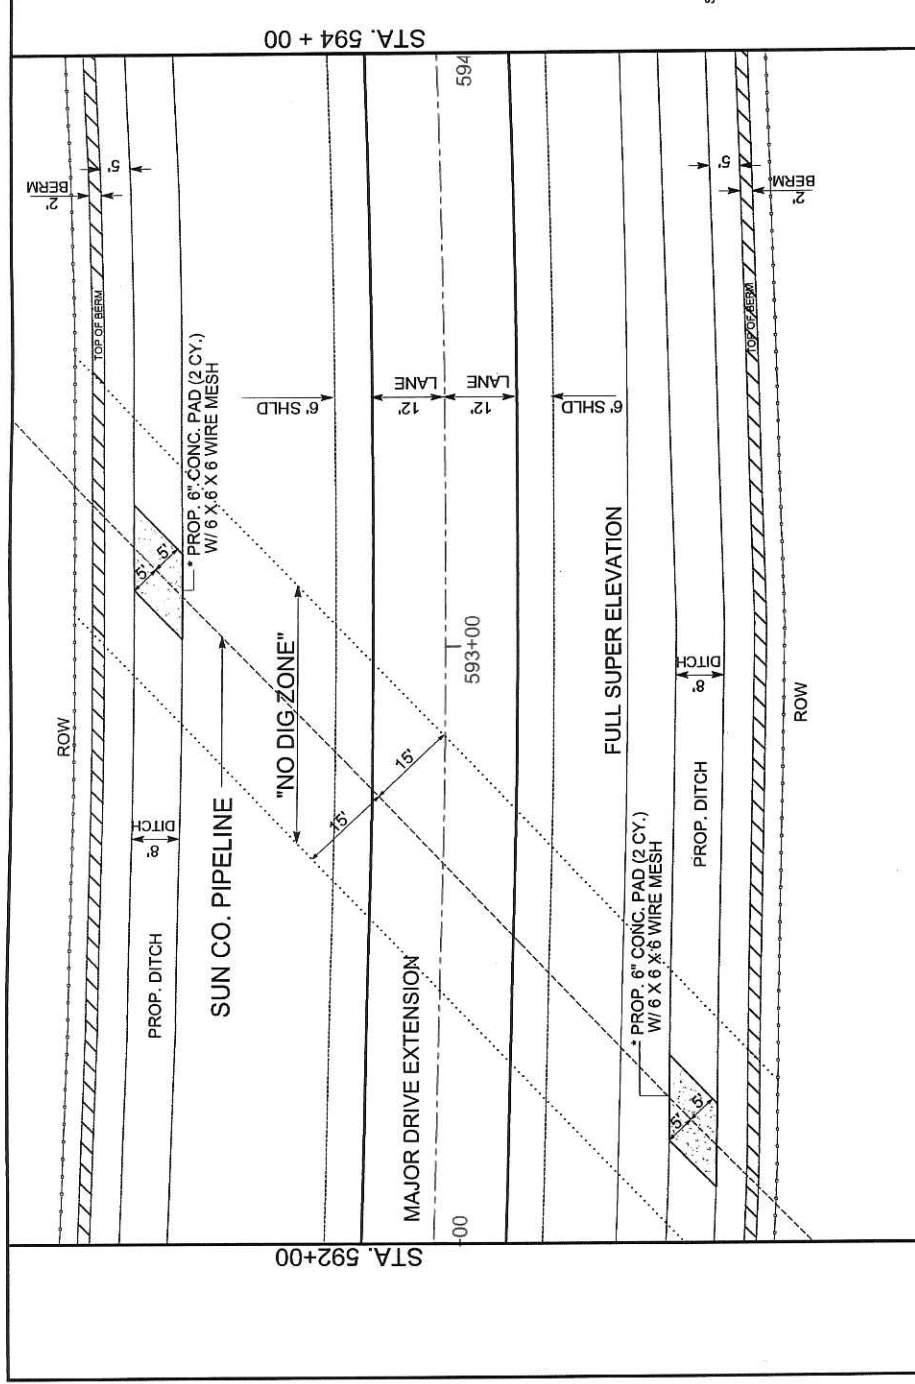 STA. 594 + 00
594
5'
2'
BERM
5'
2'
BERM
TOP OF BERM
TOP OF BERM
* PROP. 6" CONC. PAD (2 CY.)
W/ 6 X 6 X 6 WIRE MESH
6' SHLD
12'
LANE
12'
LANE
6' SHLD
5'
5'
"NO DIG ZONE"
593+00
FULL SUPER ELEVATION
8'
DITCH
ROW
ROW
15'
15'
SUN CO. PIPELINE
8'
DITCH
PROP. DITCH
PROP. DITCH
* PROP. 6" CONC. PAD (2 CY.)
W/ 6 X 6 X 6 WIRE MESH
MAJOR DRIVE EXTENSION
5'
5'
00
STA. 592+00